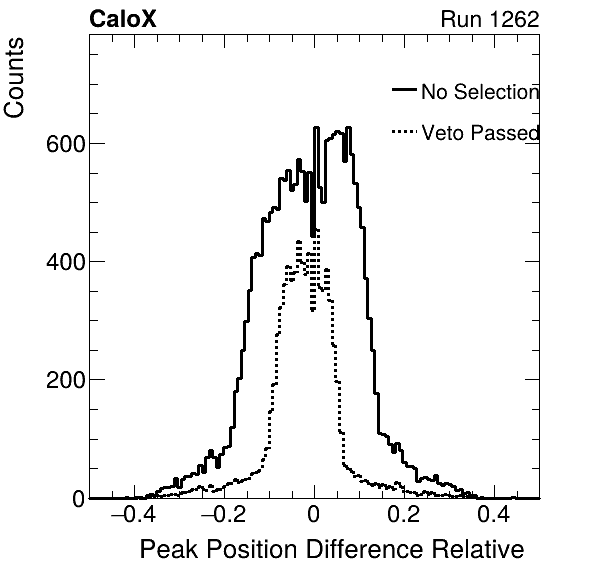 CaloX Run 1262
Counts
No Selection
Veto Passed
600
400
200
0
−0.4 −0.2 0 0.2 0.4
Peak Position Difference Relative